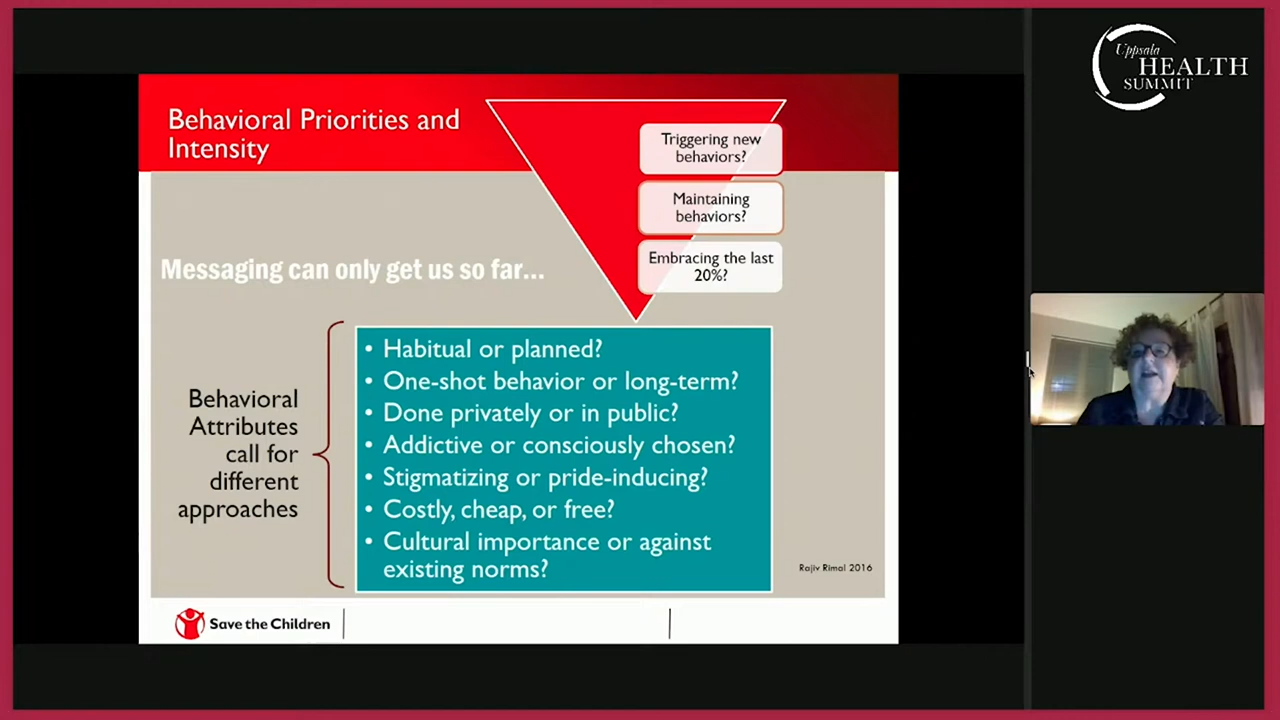 Behavioral Priorities and
Intensity
Triggering new
behaviors?
Maintaining
behaviors?
Embracing the last
20%?
Messaging can only get us so far...
Behavioral
Attributes
call for
different
approaches
• Habitual or planned?
• One-shot behavior or long-term?
• Done privately or in public?
• Addictive or consciously chosen?
• Stigmatizing or pride-inducing?
• Costly, cheap, or free?
• Cultural importance or against
existing norms?
Rajiv Rimal 2016
Save the Children
Uppsala
HEALTH
SUMMIT